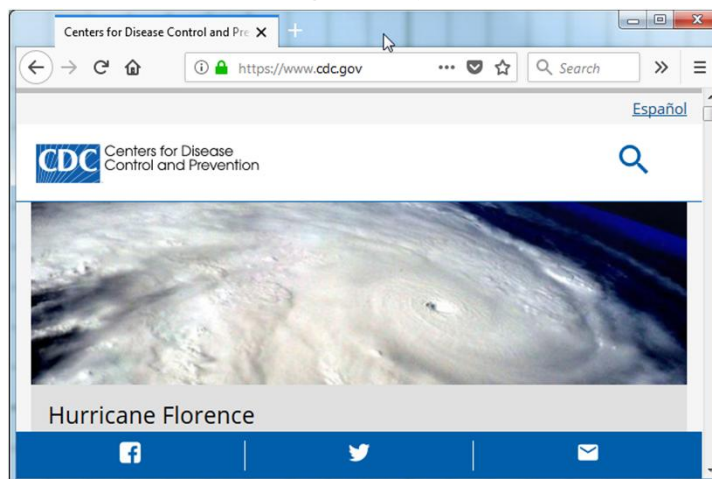 Centers for Disease Control and Pre
https://www.cdc.gov
Search
Español
CDC
Centers for Disease
Control and Prevention
Hurricane Florence